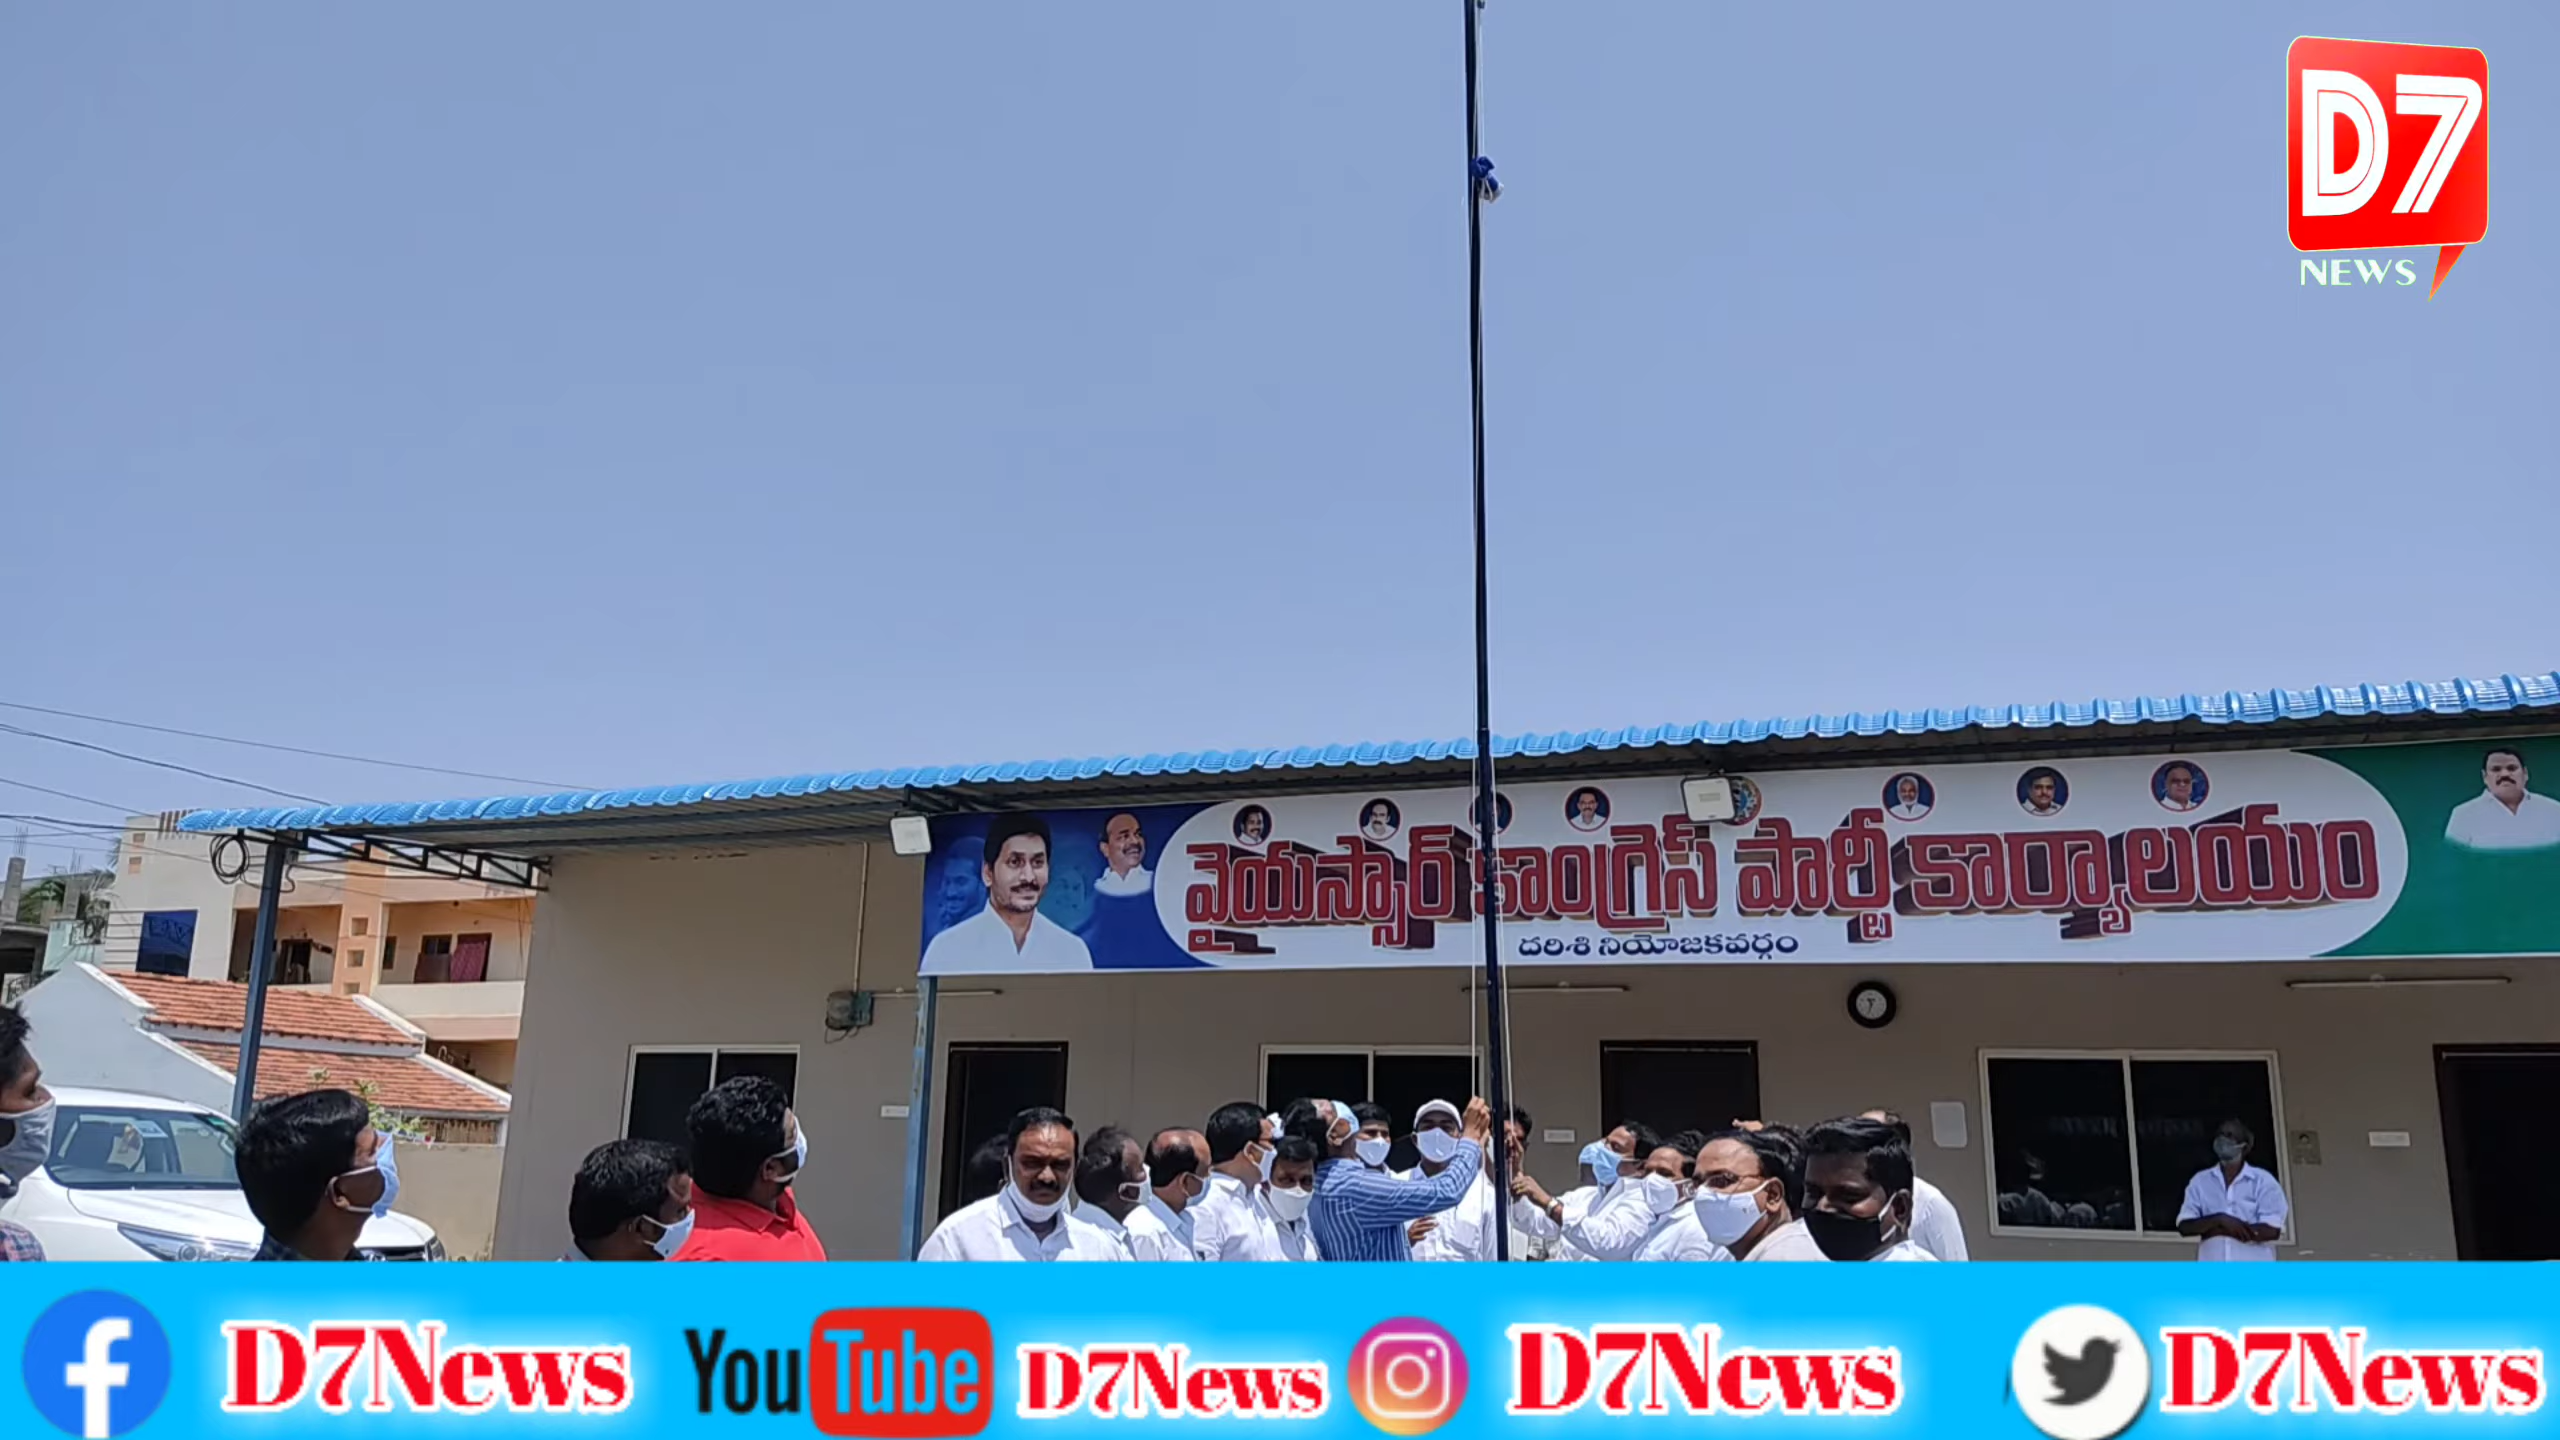 D7
NEWS
వైయస్సార్ కాంగ్రెస్ పార్టీ కార్యాలయం
దరిశి నియోజకవర్గం
D7News
YouTube
D7News
D7News
D7News